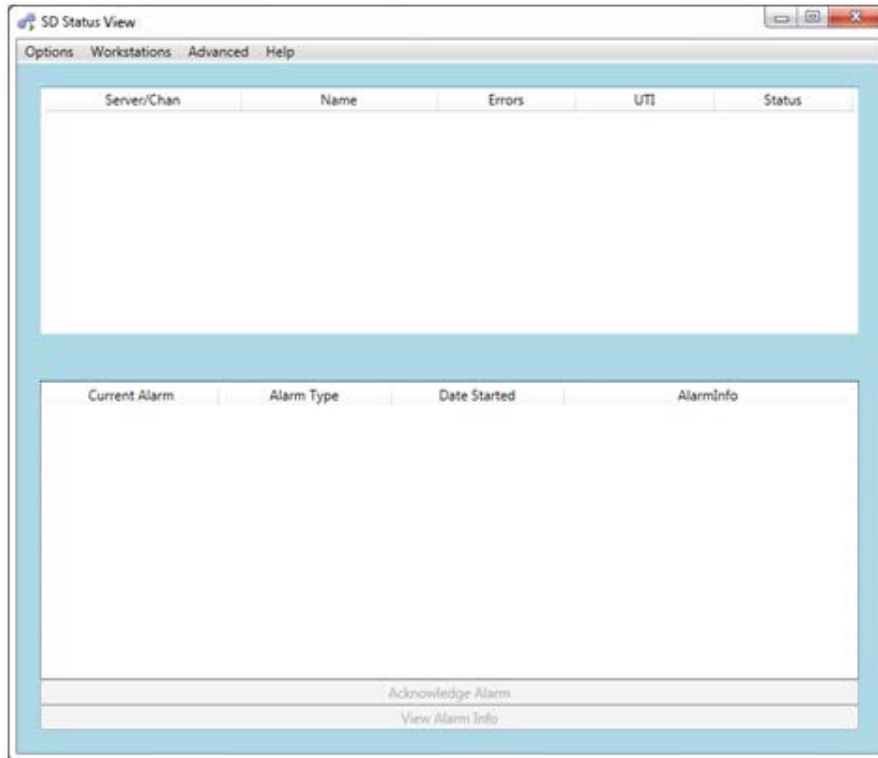 SD Status View
Options Workstations Advanced Help
Server/Chan Name Errors UTI Status
Current Alarm Alarm Type Date Started AlarmInfo
Acknowledge Alarm
View Alarm Info